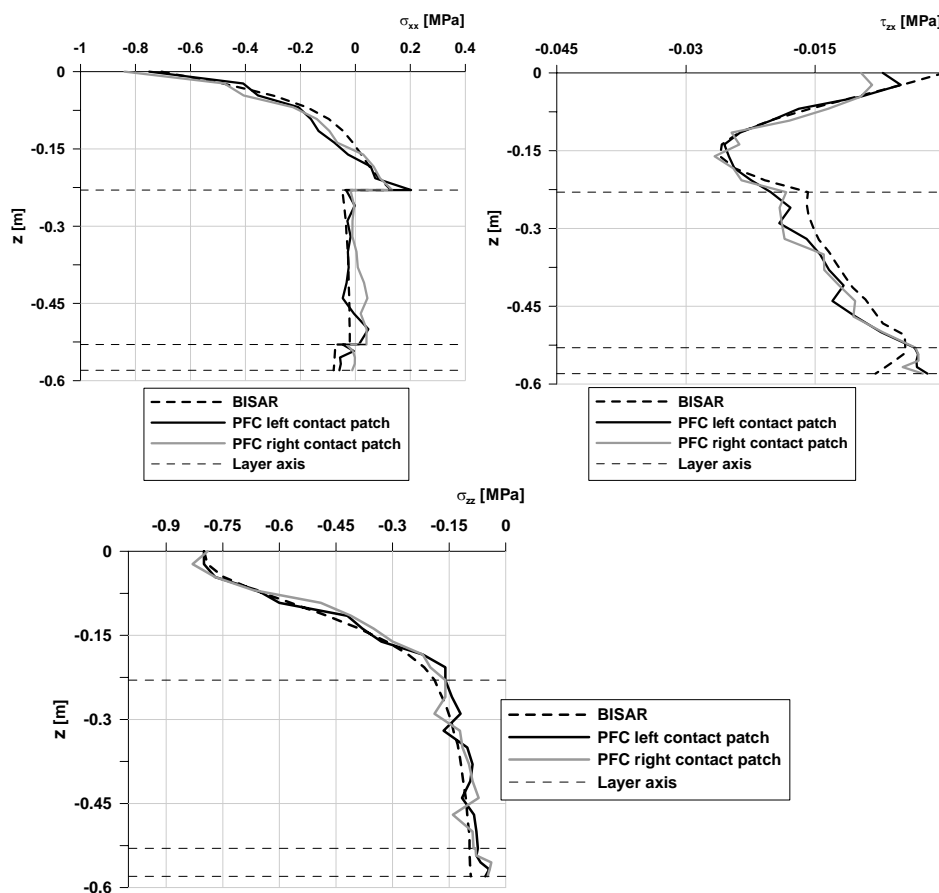 σxx [MPa]
-1 -0.8 -0.6 -0.4 -0.2 0 0.2 0.4
0
-0.15
-0.3
-0.45
-0.6
z [m]
BISAR
PFC left contact patch
PFC right contact patch
Layer axis
τzx [MPa]
-0.045 -0.03 -0.015
0
-0.15
-0.3
-0.45
-0.6
z [m]
BISAR
PFC left contact patch
PFC right contact patch
Layer axis
σzz [MPa]
-0.9 -0.75 -0.6 -0.45 -0.3 -0.15 0
0
-0.15
-0.3
-0.45
-0.6
z [m]
BISAR
PFC left contact patch
PFC right contact patch
Layer axis